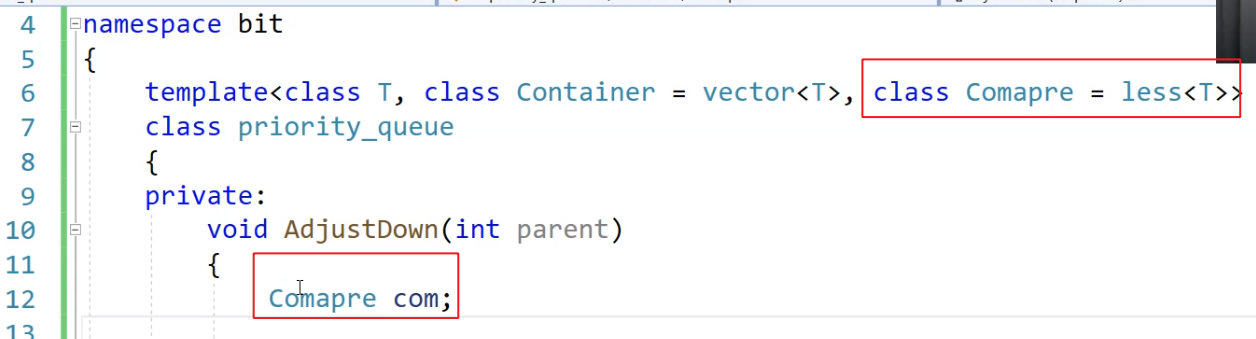 4 namespace bit
5 {
6 template<class T, class Container = vector<T>, class Comapre = less<T>>
7 class priority_queue
8 {
9 private:
10 void AdjustDown(int parent)
11 {
12 Comapre com;
13